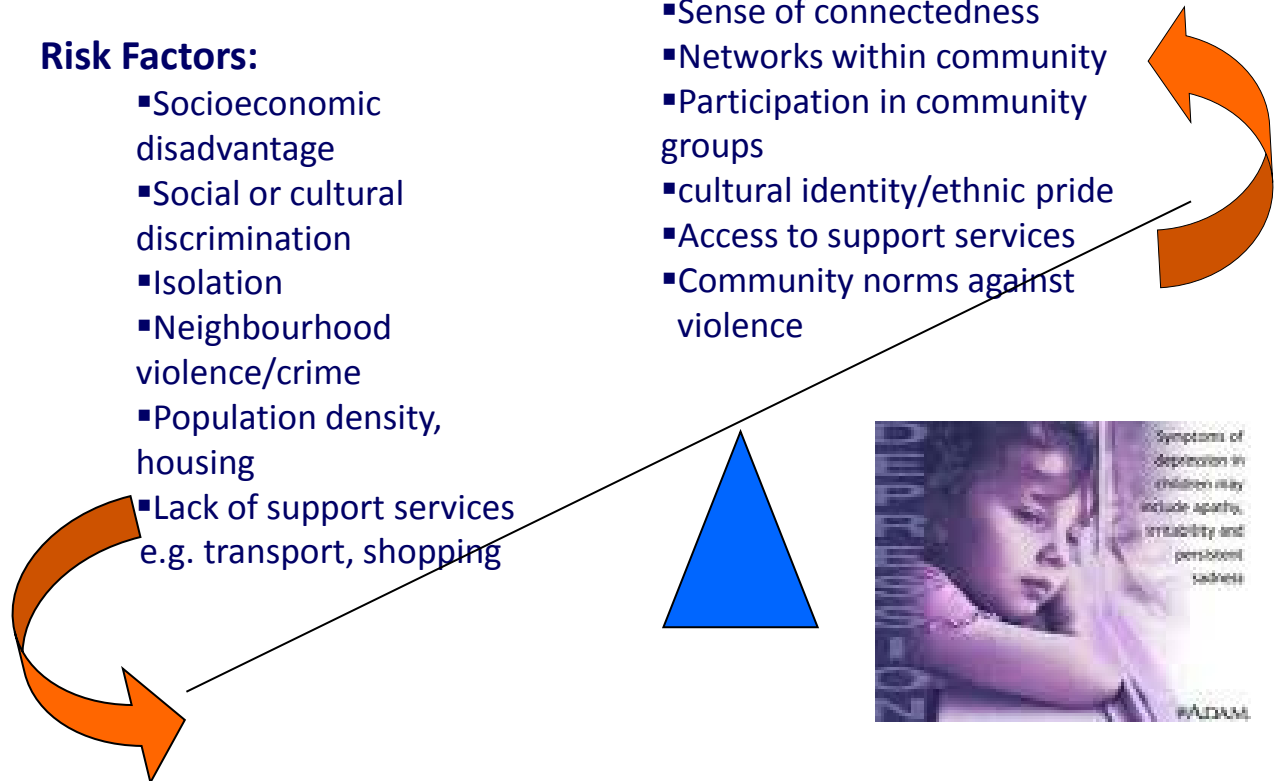 Risk Factors:
▪Socioeconomic
disadvantage
▪Social or cultural
discrimination
▪Isolation
▪Neighbourhood
violence/crime
▪Population density,
housing
▪Lack of support services
e.g. transport, shopping
▪Sense of connectedness
▪Networks within community
▪Participation in community
groups
▪cultural identity/ethnic pride
▪Access to support services
▪Community norms against
violence
DEPRESSION
Symptoms of
depression in
children may
include apathy,
irritability and
persistent
sadness
ADAM